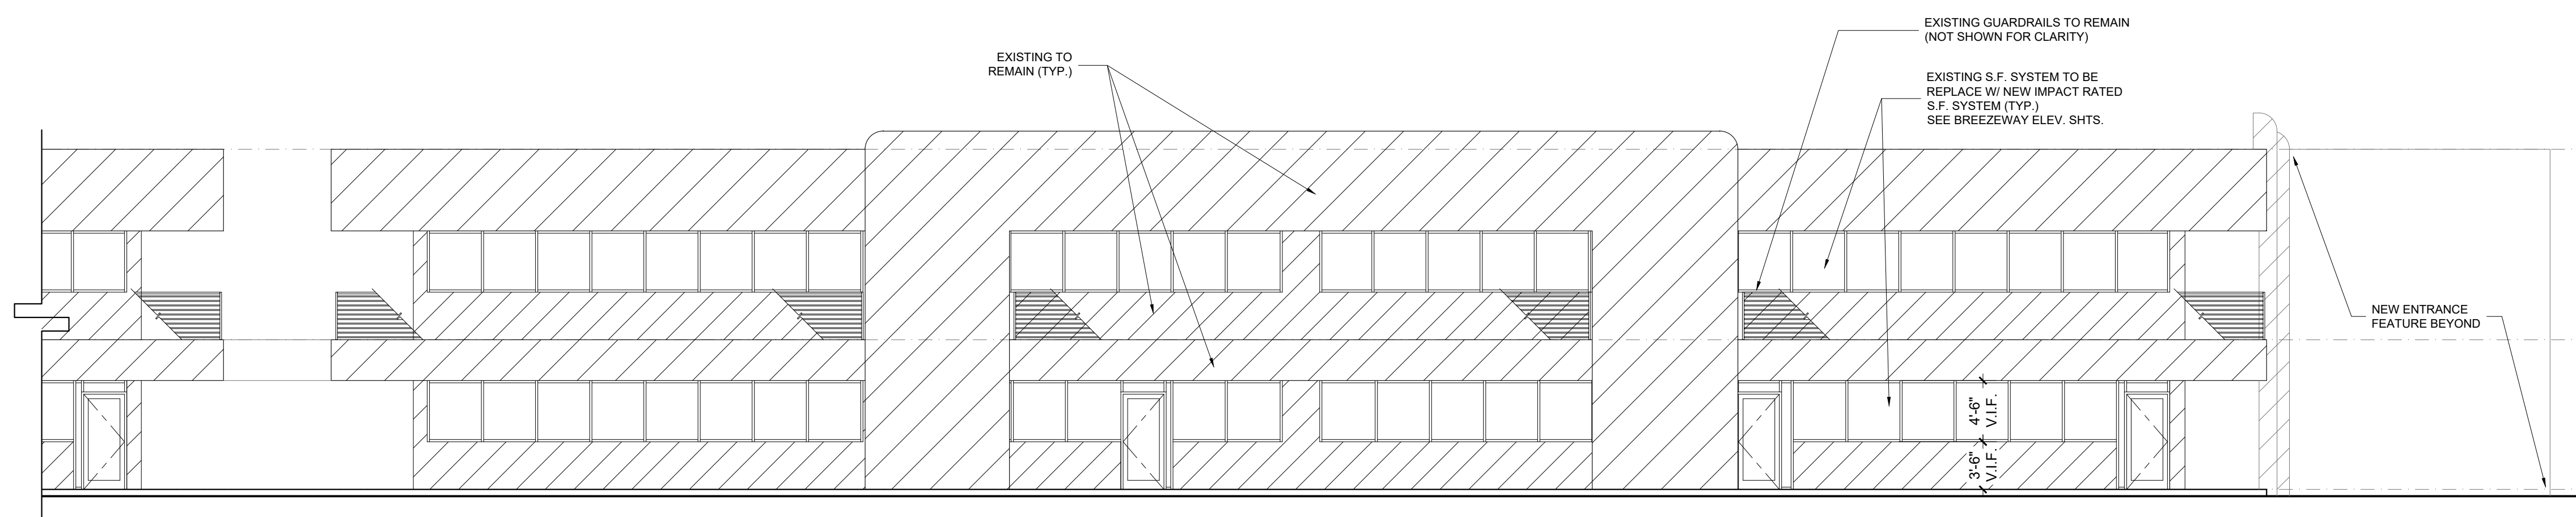 EXISTING GUARDRAILS TO REMAIN
(NOT SHOWN FOR CLARITY)
EXISTING TO
REMAIN (TYP.)
EXISTING S.F. SYSTEM TO BE
REPLACE W/ NEW IMPACT RATED
S.F. SYSTEM (TYP.)
SEE BREEZEWAY ELEV. SHTS.
NEW ENTRANCE
FEATURE BEYOND
4'-6"
V.I.F.
3'-6"
V.I.F.